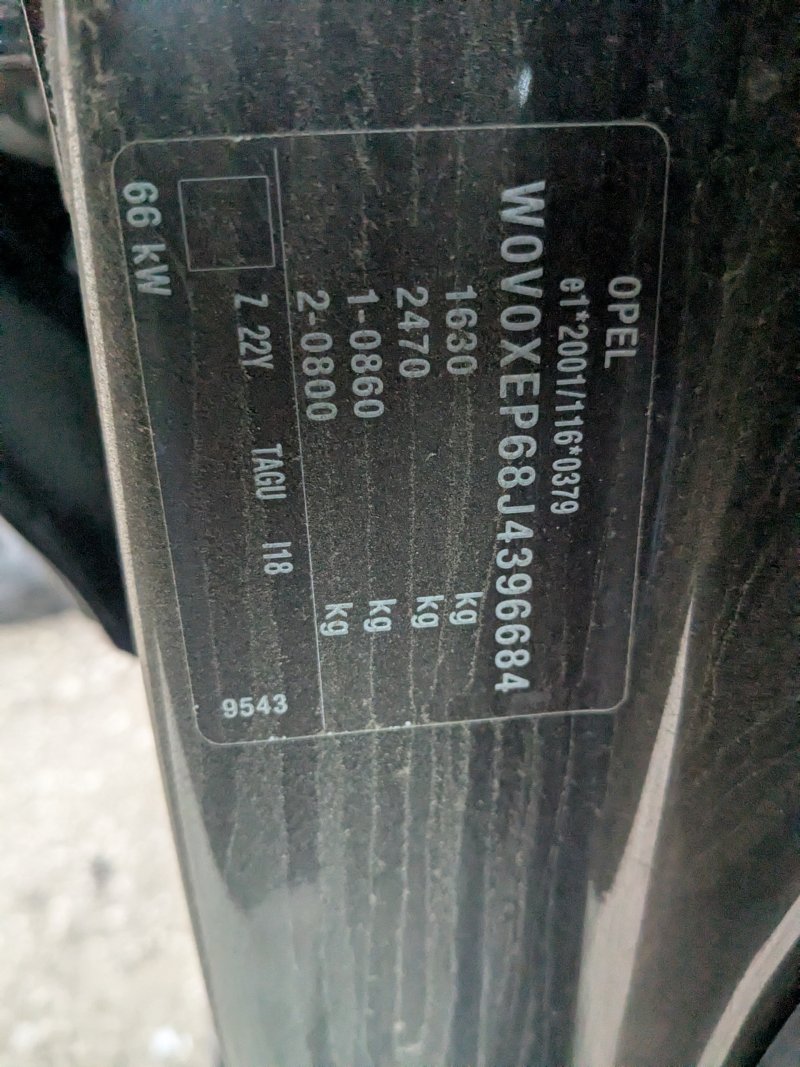 OPEL
e1*2001/116*0379
W0V0XEP68J4396684
1630 kg
2470 kg
1-0860 kg
2-0800 kg
Z 22Y TAGU I18
66 kW 9543